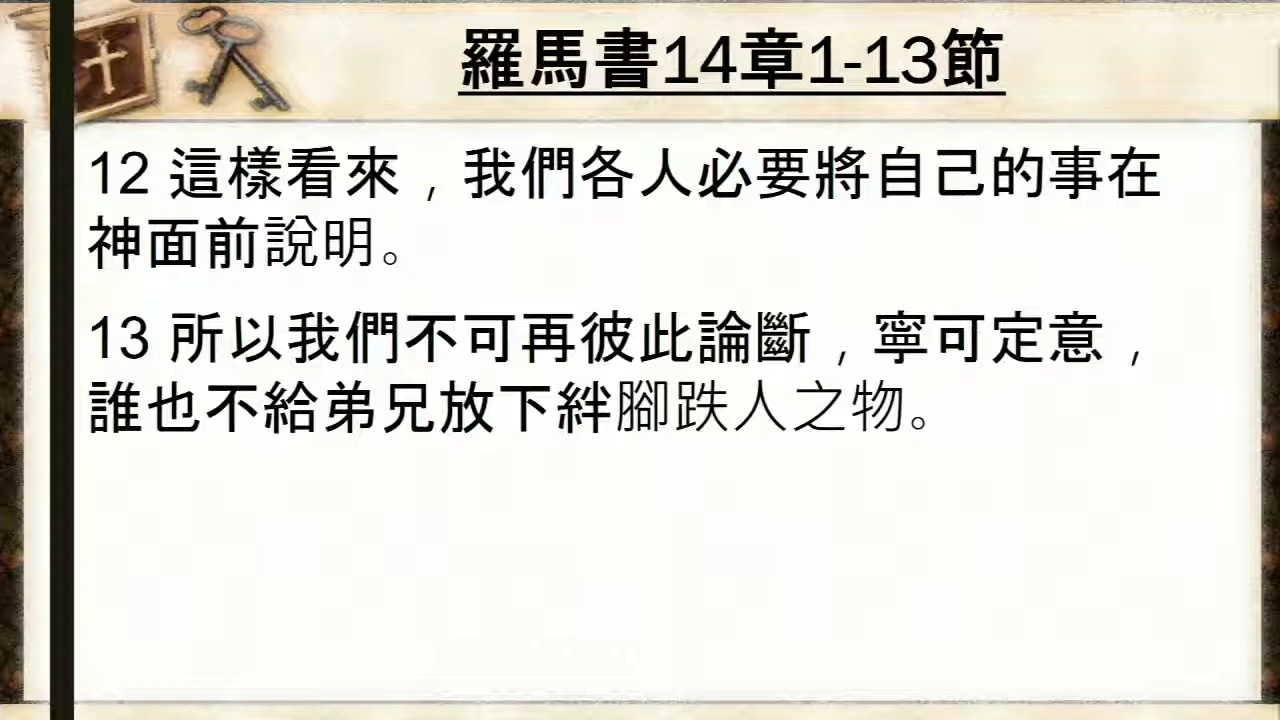 羅馬書14章1-13節
12 這樣看來，我們各人必要將自己的事在
神面前說明。
13 所以我們不可再彼此論斷，寧可定意，
誰也不給弟兄放下絆腳跌人之物。